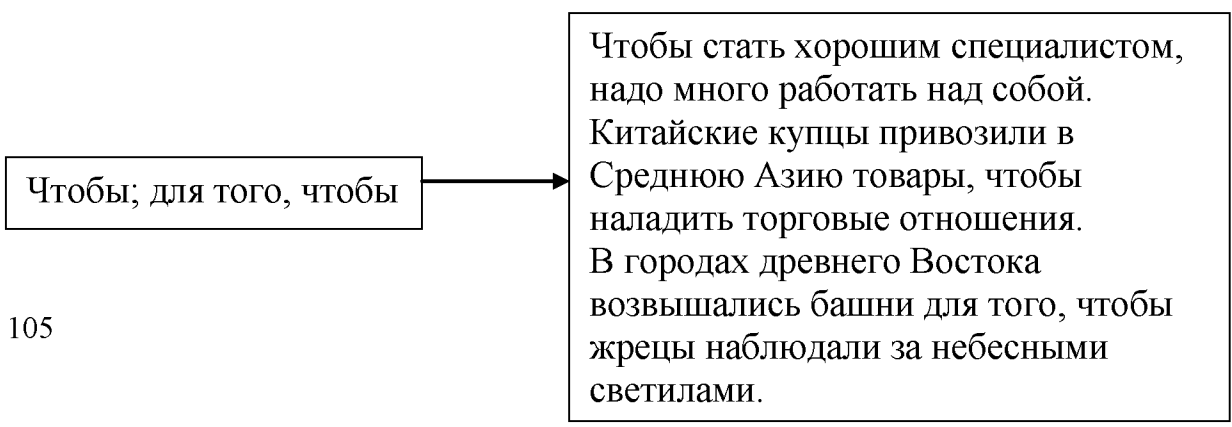 Чтобы; для того, чтобы
Чтобы стать хорошим специалистом,
надо много работать над собой.
Китайские купцы привозили в
Среднюю Азию товары, чтобы
наладить торговые отношения.
В городах древнего Востока
возвышались башни для того, чтобы
жрецы наблюдали за небесными
светилами.
105